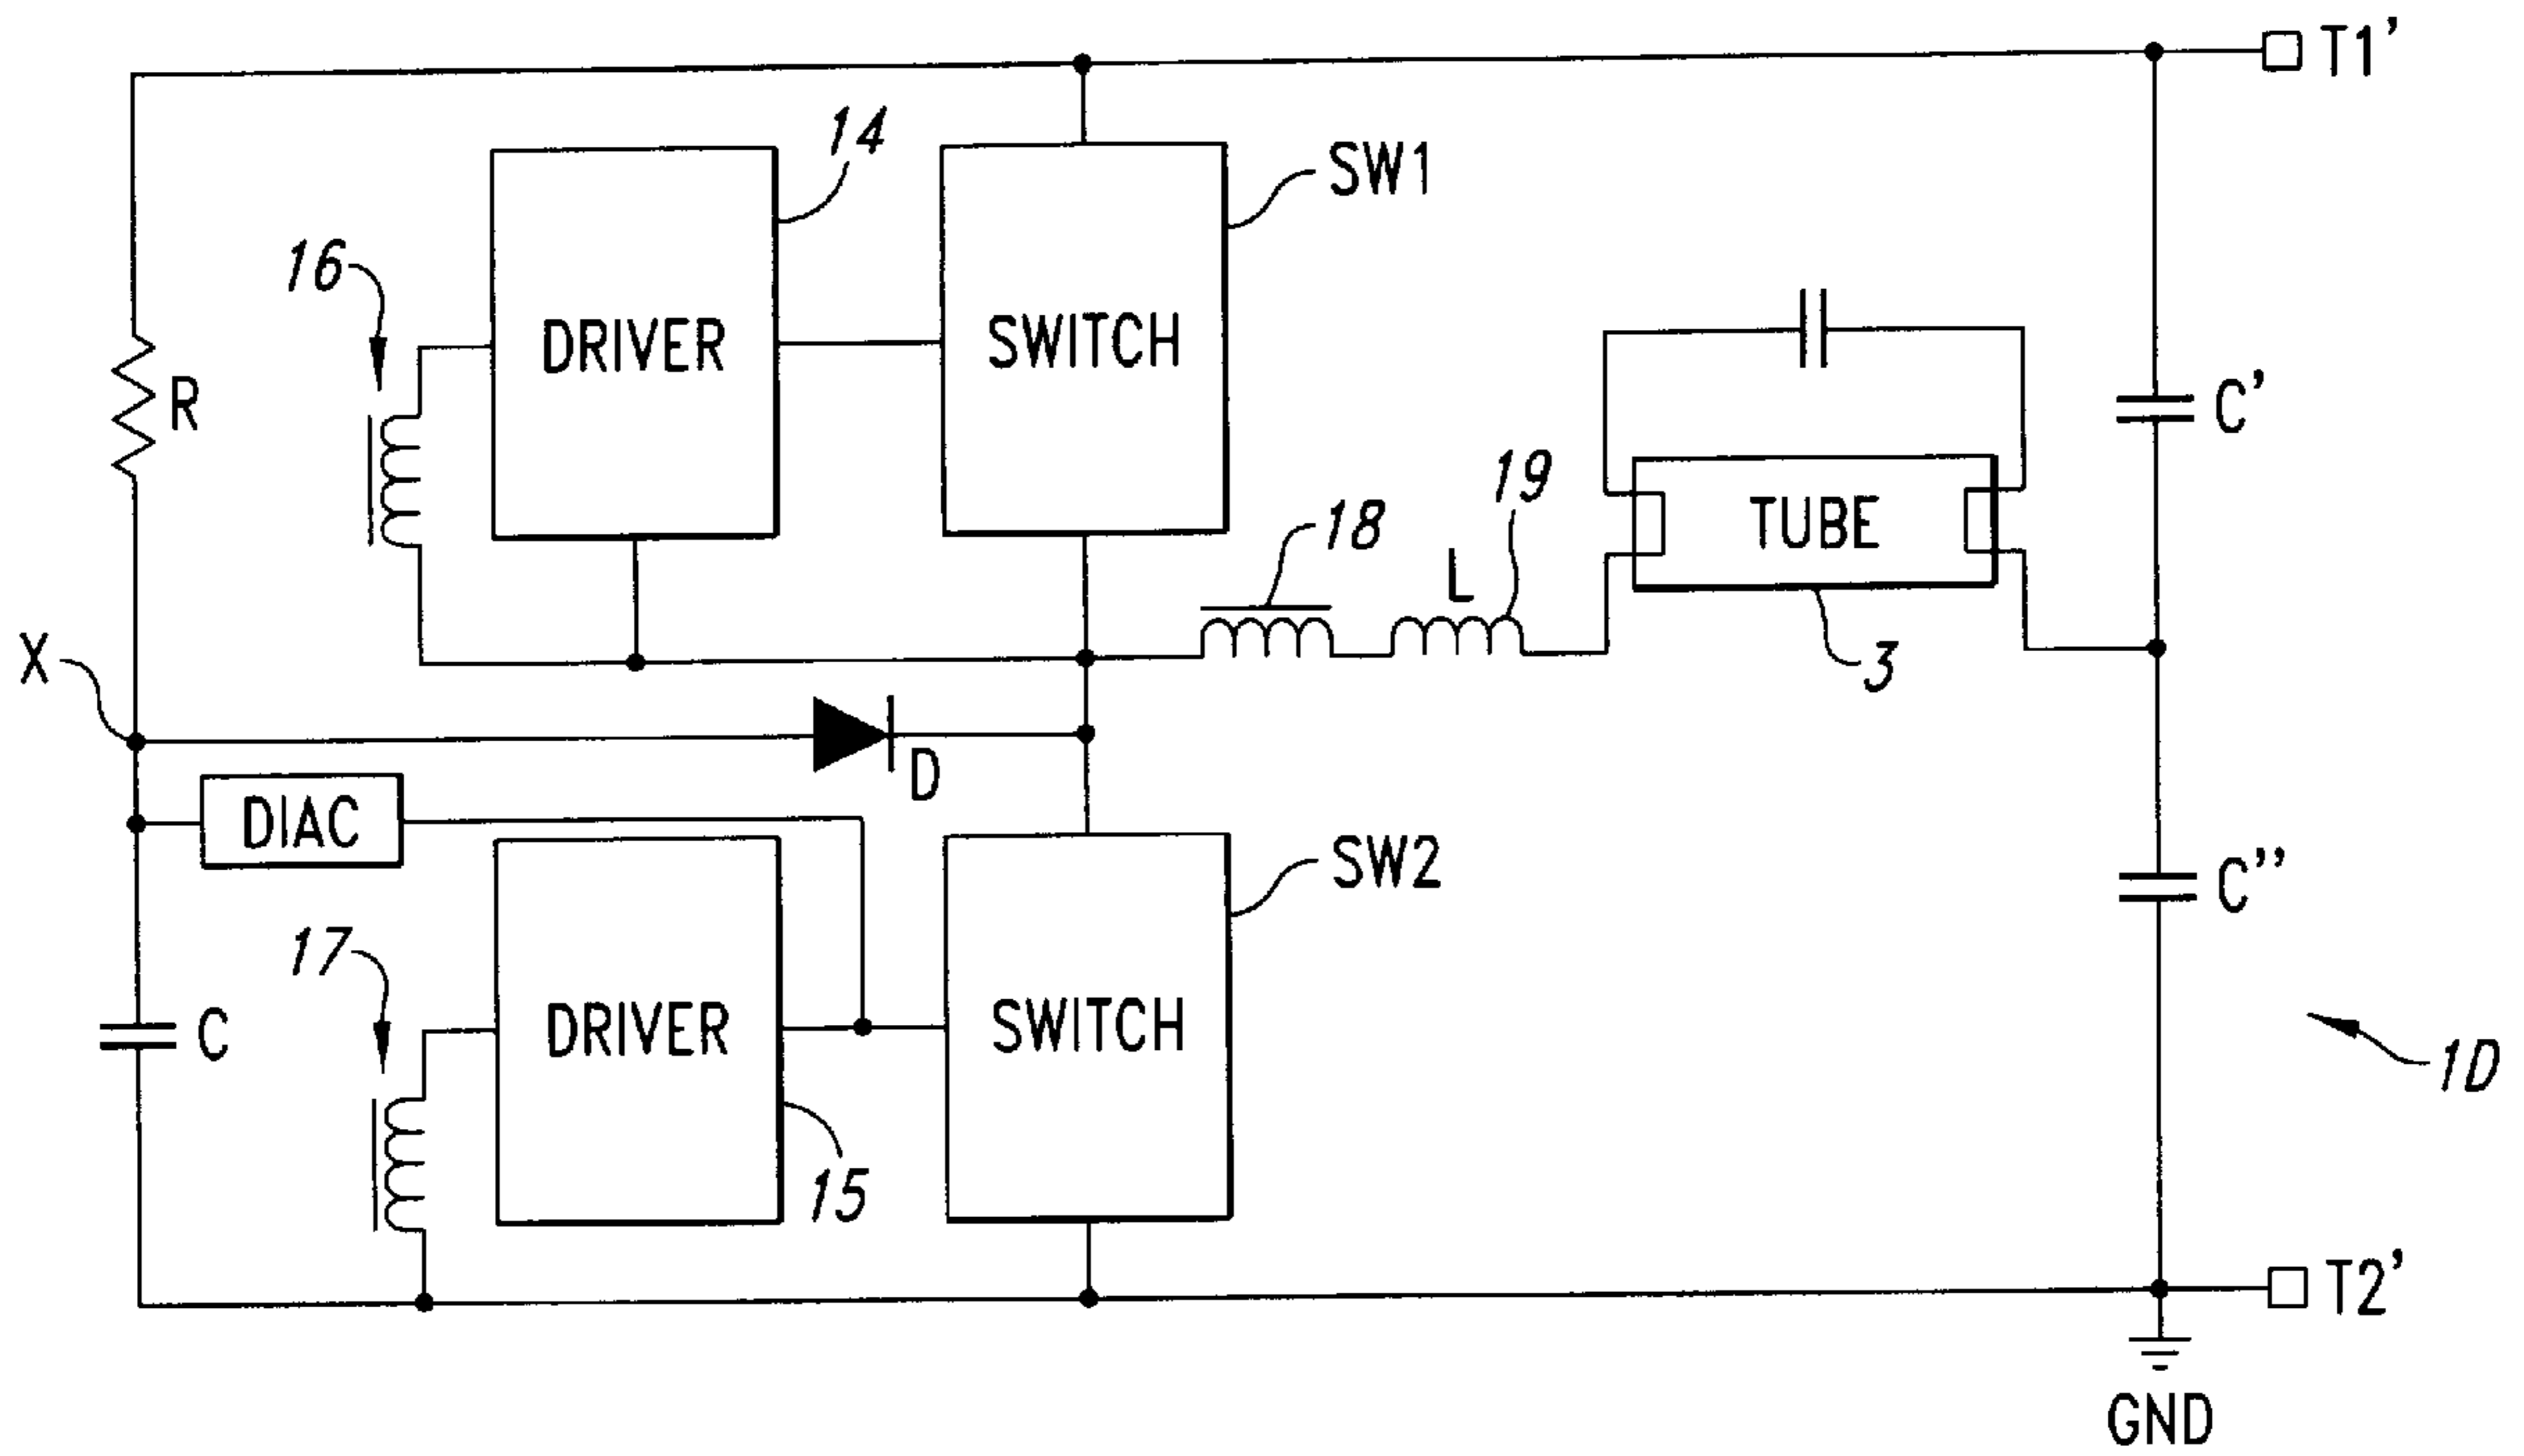 T1'
14
SW1
16
DRIVER
SWITCH
R
C'
19
TUBE
18
L
X
3
D
DIAC
SW2
C''
17
C
DRIVER
SWITCH
1D
15
T2'
GND